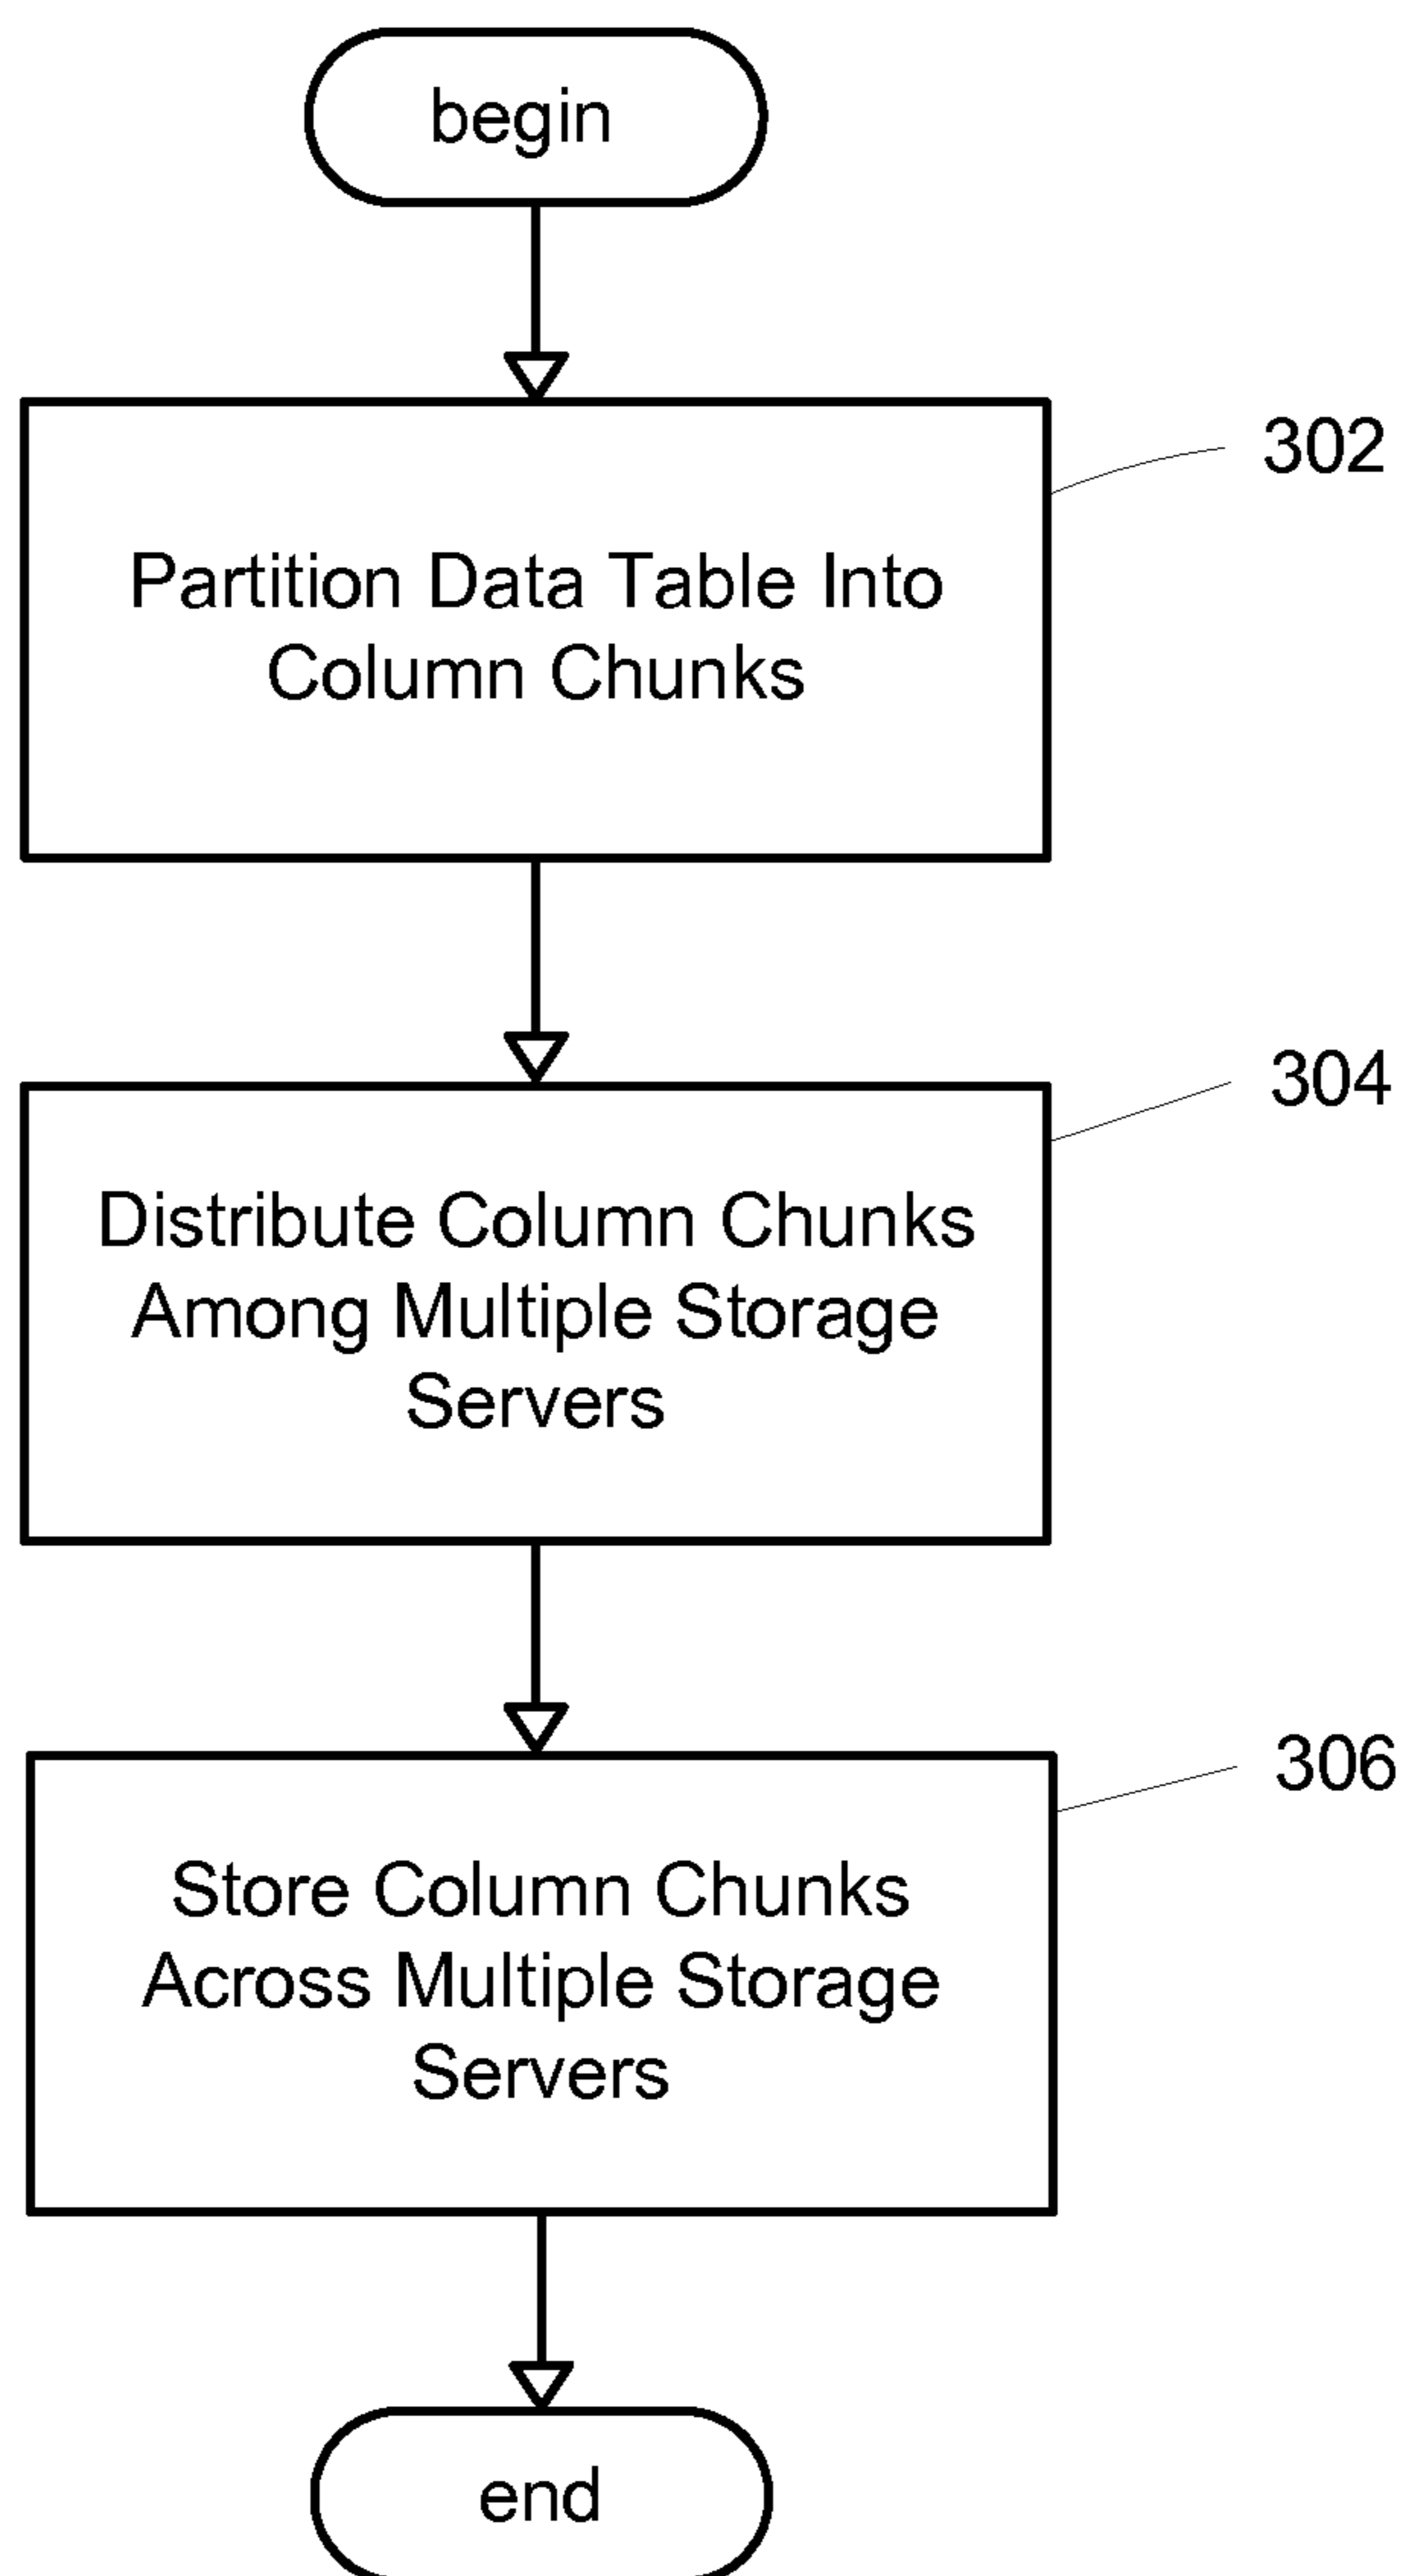 begin
302
Partition Data Table Into
Column Chunks
304
Distribute Column Chunks
Among Multiple Storage
Servers
306
Store Column Chunks
Across Multiple Storage
Servers
end